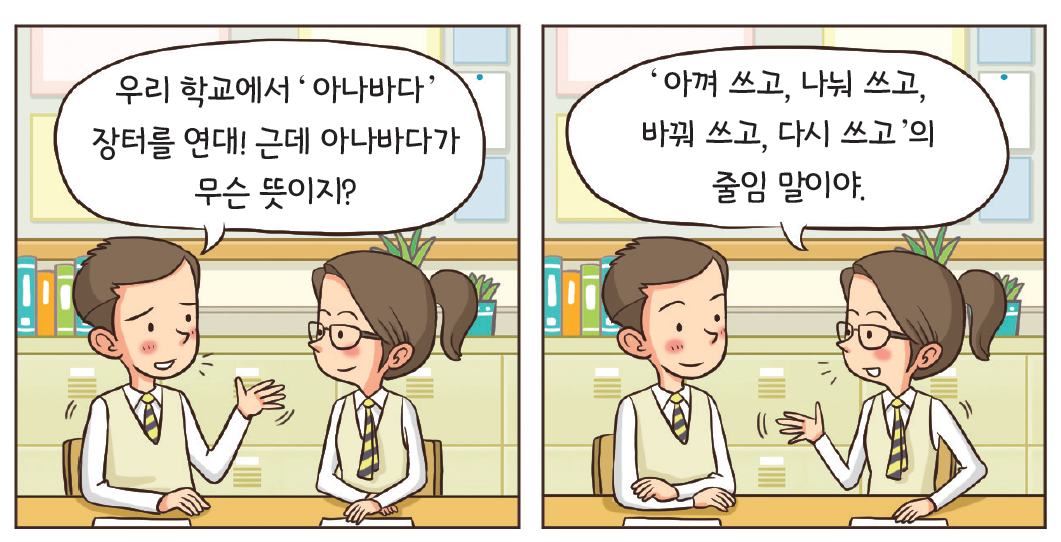 우리 학교에서 ‘아나바다’
장터를 연대! 근데 아나바다가
무슨 뜻이지?
‘아껴 쓰고, 나눠 쓰고,
바꿔 쓰고, 다시 쓰고’의
줄임 말이야.